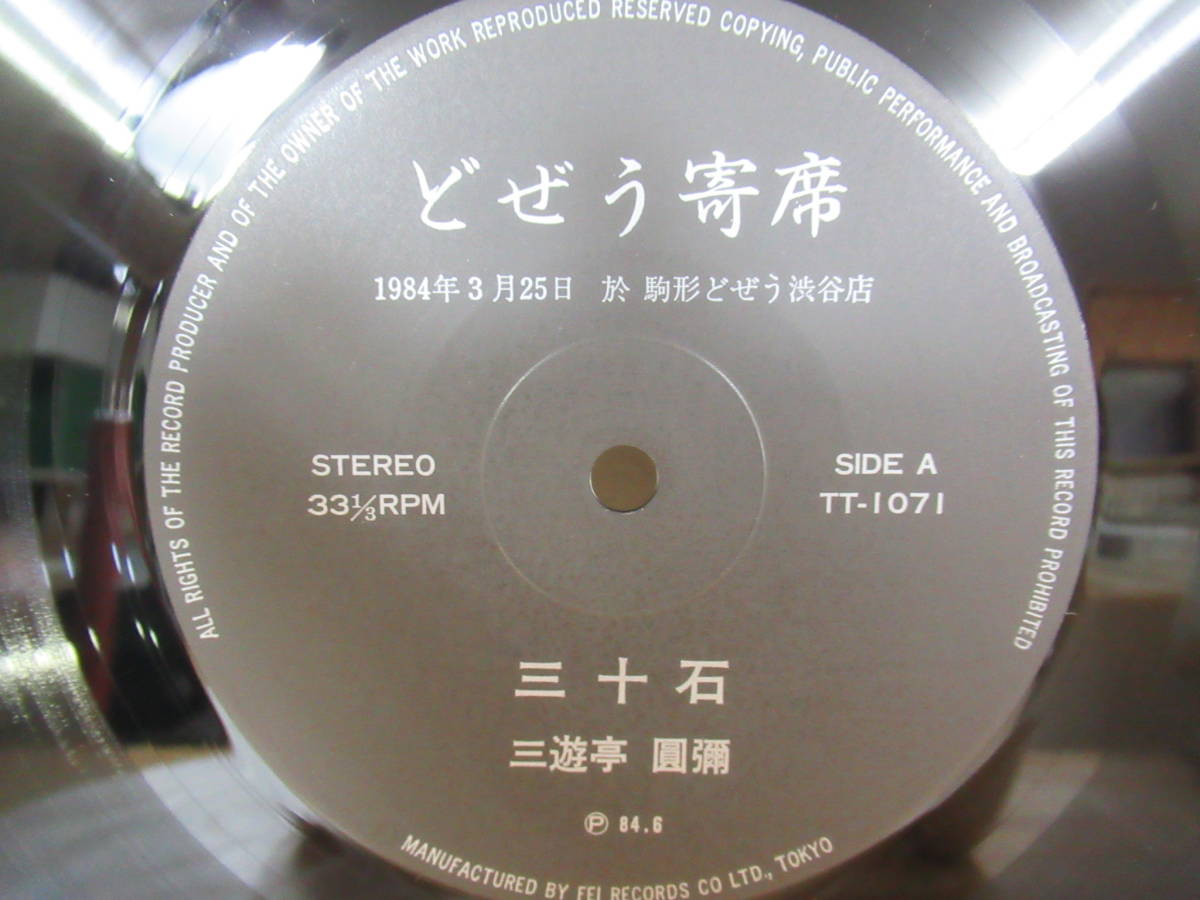 ALL RIGHTS OF THE RECORD PRODUCER AND OF THE OWNER OF THE WORK REPRODUCED RESERVED COPYING, PUBLIC PERFORMANCE AND BROADCASTING OF THIS RECORD PROHIBITED
どぜう寄席
1984年3月25日 於 駒形どぜう渋谷店
STEREO
33⅓RPM
SIDE A
TT-1071
三十石
三遊亭 圓彌
Ⓟ 84.6
MANUFACTURED BY FEI RECORDS CO LTD., TOKYO